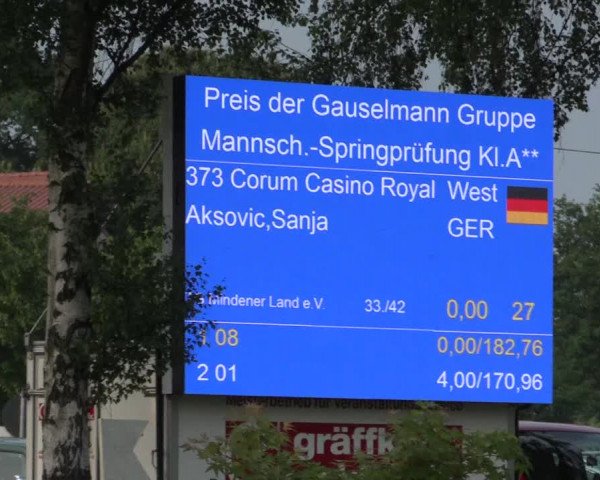 Preis der Gauselmann Gruppe
Mannsch.-Springprüfung Kl.A**
373 Corum Casino Royal West
Aksovic,Sanja GER
Mindener Land e.V. 33./42 0,00 27
08 0,00/182,76
2 01 4,00/170,96
gräff